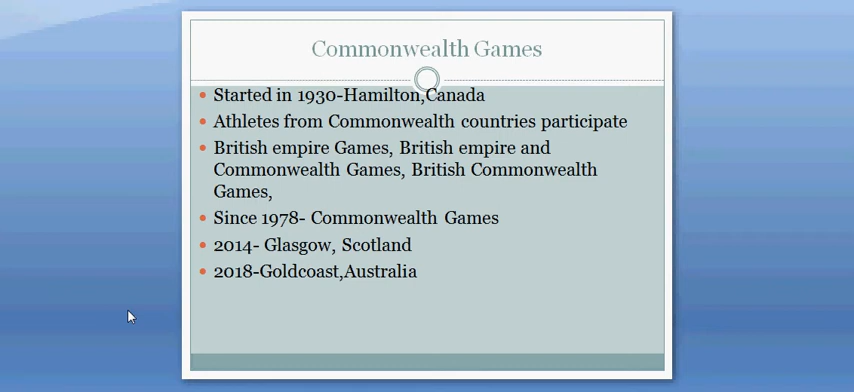 Commonwealth Games
Started in 1930-Hamilton,Canada
Athletes from Commonwealth countries participate
British empire Games, British empire and
Commonwealth Games, British Commonwealth
Games,
Since 1978- Commonwealth Games
2014- Glasgow, Scotland
2018-Goldcoast,Australia